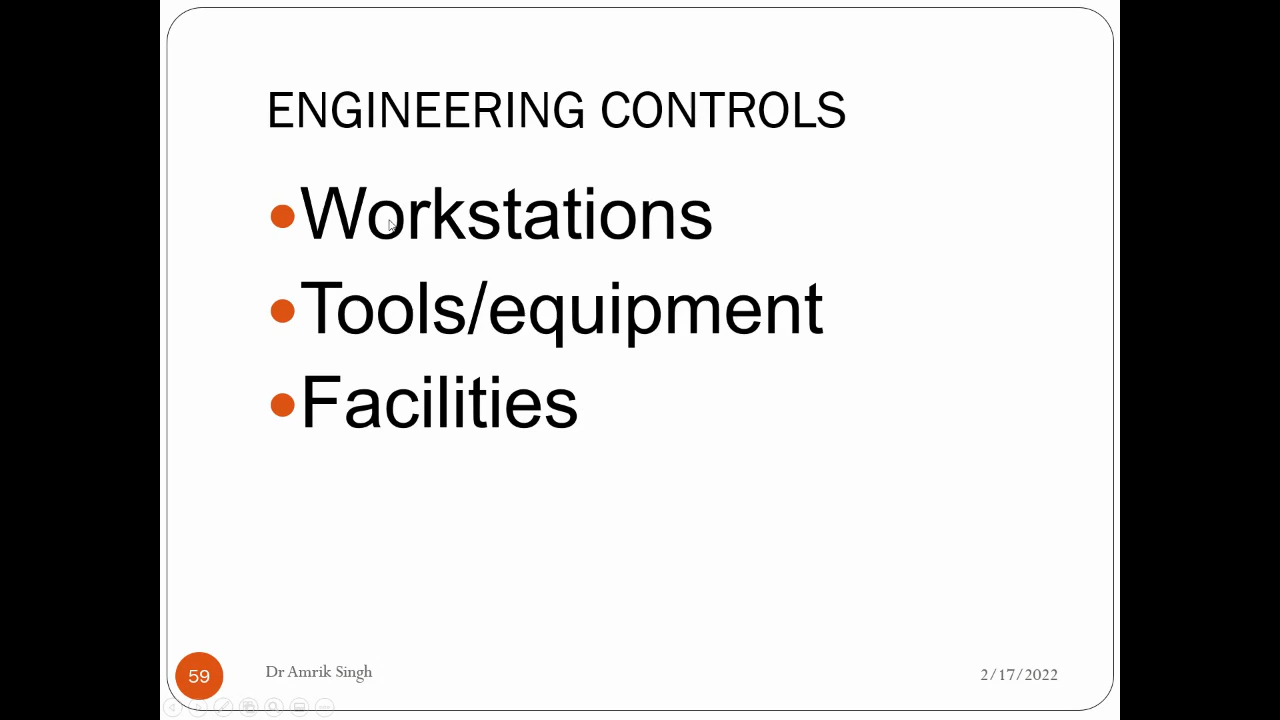 ENGINEERING CONTROLS
•Workstations
•Tools/equipment
•Facilities
59
Dr Amrik Singh
2/17/2022